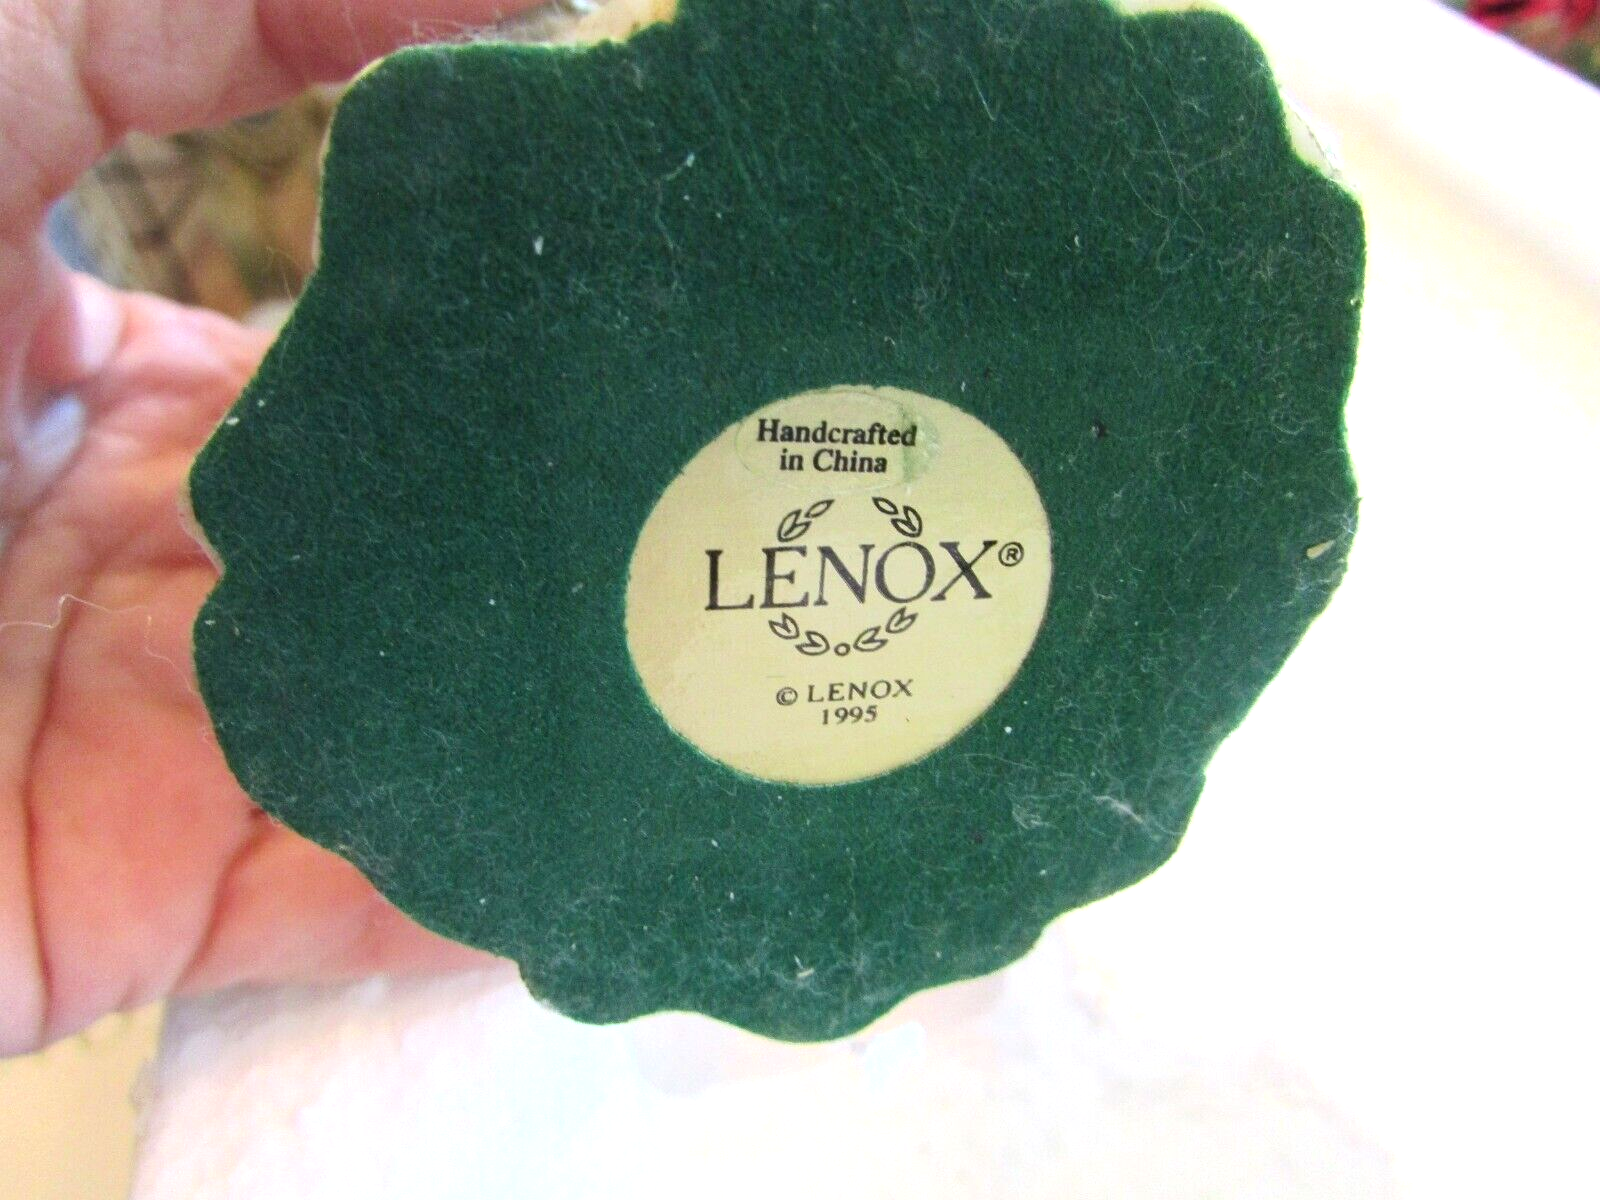 Handcrafted
in China
LENOX®
© LENOX
1995